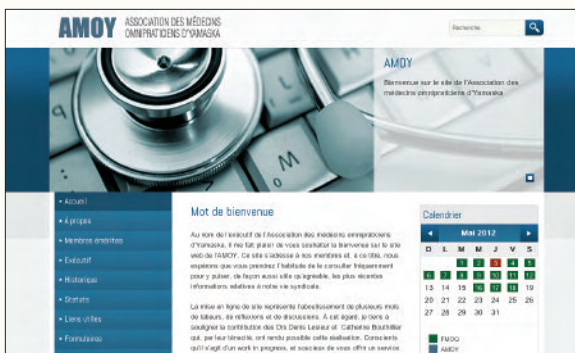 AMOY ASSOCIATION DES MÉDECINS
OMNIPRATICIENS D'YAMASKA
Recherche
AMOY
Bienvenue sur le site de l'Association des
médecins omnipraticiens d'Yamaska
• Accueil
• À propos
• Membres émérites
• Exécutif
• Historique
• Statuts
• Liens utiles
• Formulaires
Mot de bienvenue
Au nom de l'exécutif de l'Association des médecins omnipraticiens
d'Yamaska, il me fait plaisir de vous souhaiter la bienvenue sur le site
web de l'AMOY. Ce site s'adresse à nos membres et, à ce titre, nous
espérons que vous prendrez l'habitude de le consulter fréquemment
pour y puiser, de façon aussi utile qu'agréable, les plus récentes
informations relatives à notre vie syndicale.
La mise en ligne de site représente l'aboutissement de plusieurs mois
de labeurs, de réflexions et de discussions. À cet égard, je tiens à
souligner la contribution des Drs Denis Lesieur et Catherine Bouthillier
qui, par leur ténacité, ont rendu possible cette réalisation. Conscients
qu'il s'agit d'un work in progress, et soucieux de vous offrir un service
Calendrier
Mai 2012
D L M M J V S
1 2 3 4 5
6 7 8 9 10 11 12
13 14 15 16 17 18 19
20 21 22 23 24 25 26
27 28 29 30 31
FMOQ
AMOY